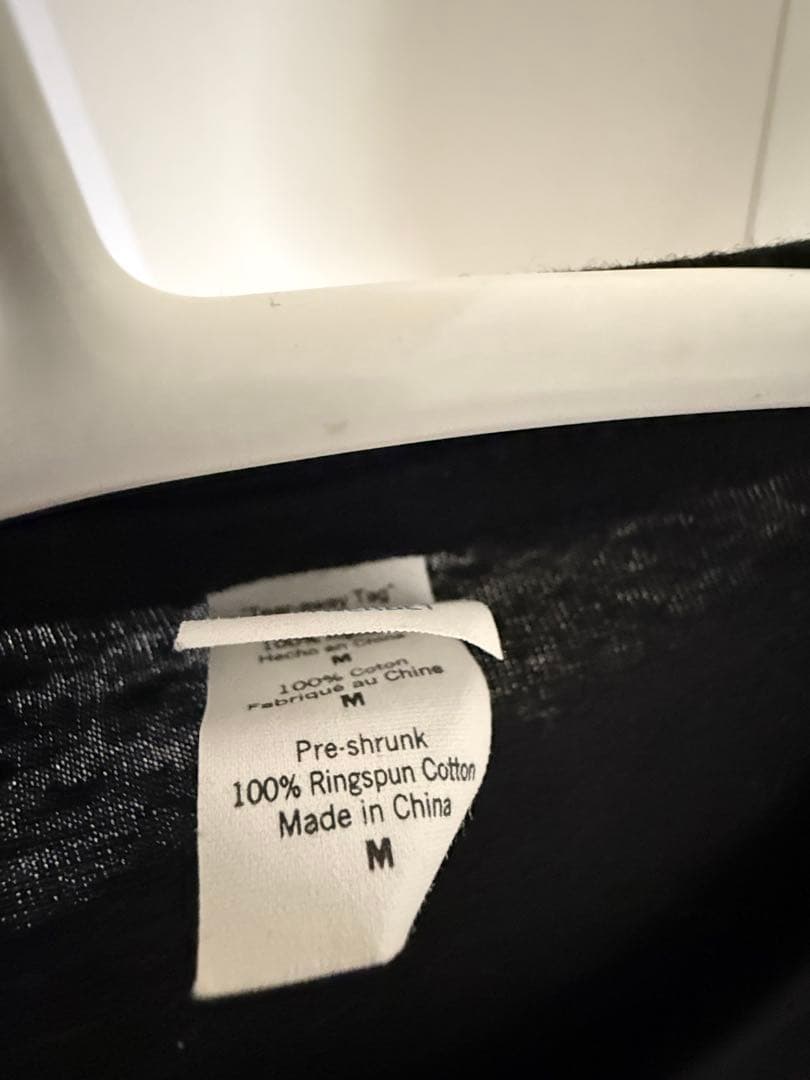 "Tear-away Tag"
100%
Hecho en China
M
100% Coton
Fabriqué au Chine
M
Pre-shrunk
100% Ringspun Cotton
Made in China
M